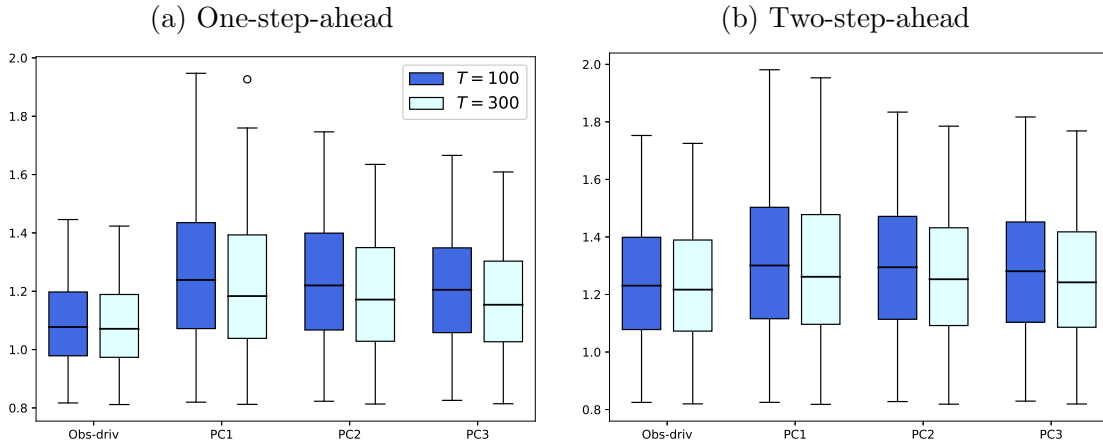 (a) One-step-ahead
2.0
1.8
1.6
1.4
1.2
1.0
0.8
T = 100
T = 300
Obs-driv PC1 PC2 PC3
(b) Two-step-ahead
2.0
1.8
1.6
1.4
1.2
1.0
0.8
Obs-driv PC1 PC2 PC3